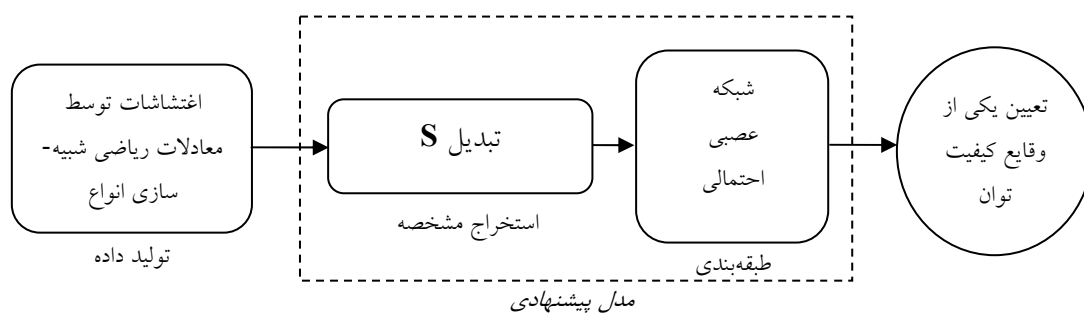 اغتشاشات توسط
معادلات ریاضی شبیه-
سازی انواع
تولید داده
تبدیل S
استخراج مشخصه
شبکه
عصبی
احتمالی
طبقه‌بندی
مدل پیشنهادی
تعیین یکی از
وقایع کیفیت
توان